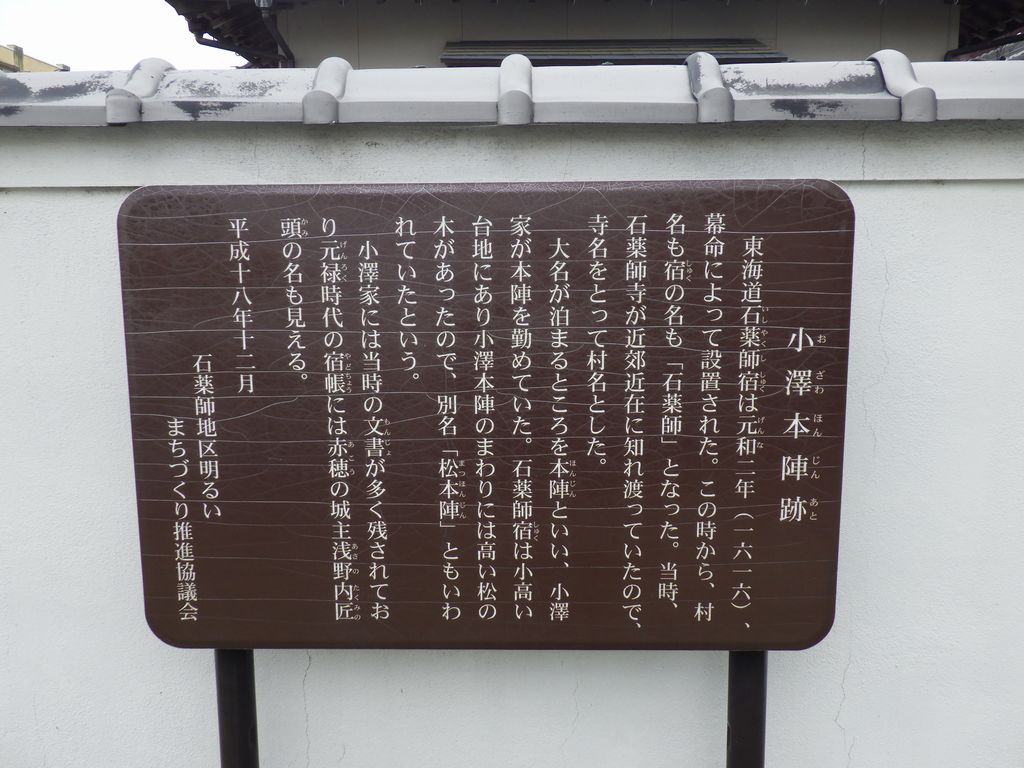 小澤本陣跡
東海道石薬師宿は元和二年(一六一六)、
幕命によって設置された。この時から、村
名も宿の名も「石薬師」となった。当時、
石薬師寺が近郊近在に知れ渡っていたので、
寺名をとって村名とした。
大名が泊まるところを本陣といい、小澤
家が本陣を勤めていた。石薬師宿は小高い
台地にあり小澤本陣のまわりには高い松の
木があったので、別名「松本陣」ともいわ
れていたという。
小澤家には当時の文書が多く残されてお
り元禄時代の宿帳には赤穂の城主浅野内匠
頭の名も見える。
平成十八年十二月
石薬師地区明るい
まちづくり推進協議会